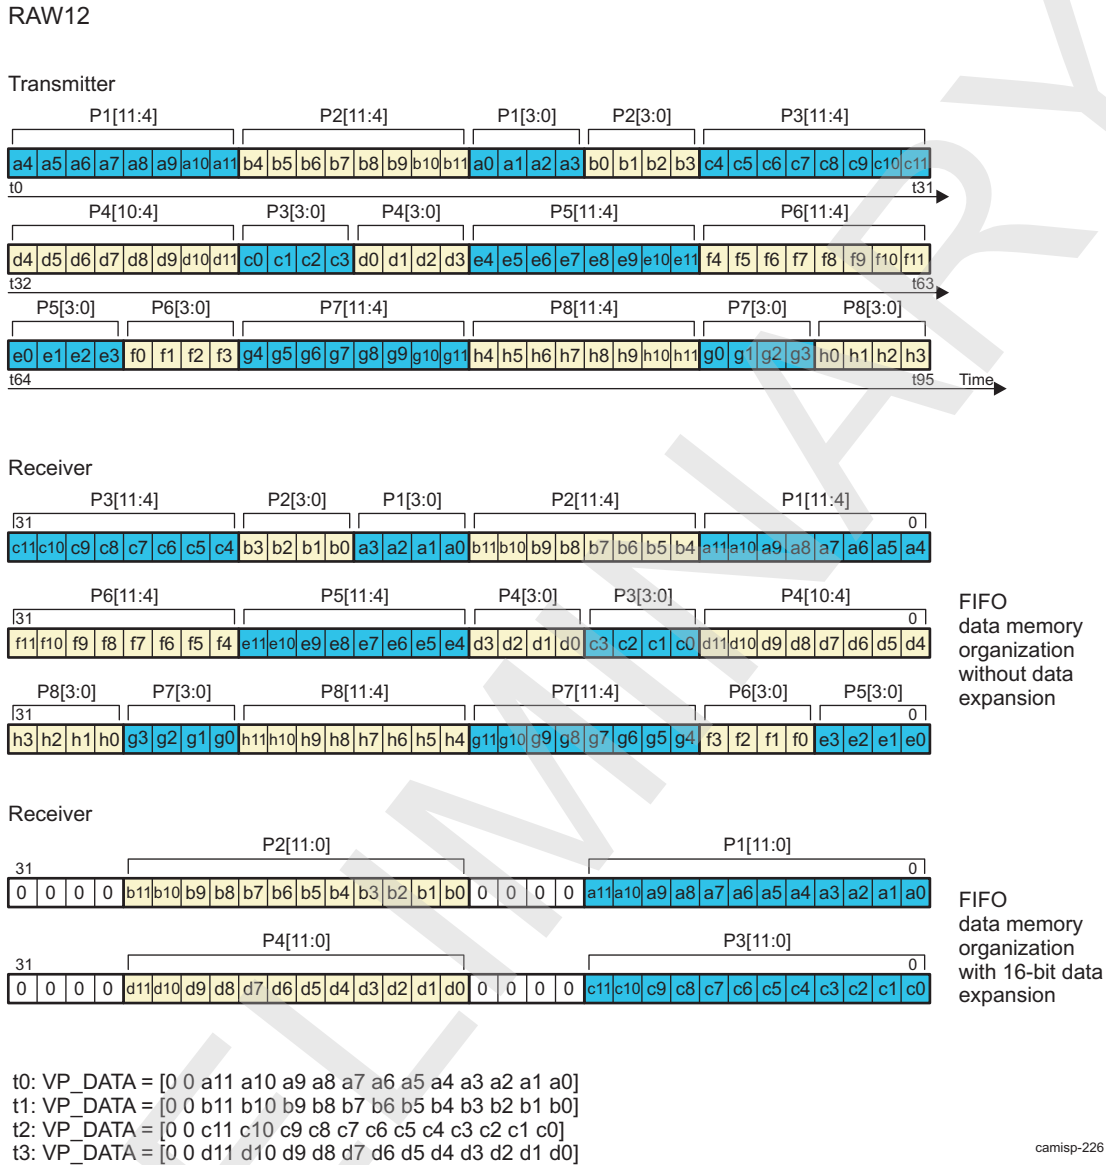 RAW12
Transmitter
P1[11:4] P2[11:4] P1[3:0] P2[3:0] P3[11:4]
a4 a5 a6 a7 a8 a9 a10 a11 b4 b5 b6 b7 b8 b9 b10 b11 a0 a1 a2 a3 b0 b1 b2 b3 c4 c5 c6 c7 c8 c9 c10 c11
t0 t31
P4[10:4] P3[3:0] P4[3:0] P5[11:4] P6[11:4]
d4 d5 d6 d7 d8 d9 d10 d11 c0 c1 c2 c3 d0 d1 d2 d3 e4 e5 e6 e7 e8 e9 e10 e11 f4 f5 f6 f7 f8 f9 f10 f11
t32 t63
P5[3:0] P6[3:0] P7[11:4] P8[11:4] P7[3:0] P8[3:0]
e0 e1 e2 e3 f0 f1 f2 f3 g4 g5 g6 g7 g8 g9 g10 g11 h4 h5 h6 h7 h8 h9 h10 h11 g0 g1 g2 g3 h0 h1 h2 h3
t64 t95 Time
Receiver
P3[11:4] P2[3:0] P1[3:0] P2[11:4] P1[11:4]
31 0
c11 c10 c9 c8 c7 c6 c5 c4 b3 b2 b1 b0 a3 a2 a1 a0 b11 b10 b9 b8 b7 b6 b5 b4 a11 a10 a9 a8 a7 a6 a5 a4
P6[11:4] P5[11:4] P4[3:0] P3[3:0] P4[10:4]
31 0
f11 f10 f9 f8 f7 f6 f5 f4 e11 e10 e9 e8 e7 e6 e5 e4 d3 d2 d1 d0 c3 c2 c1 c0 d11 d10 d9 d8 d7 d6 d5 d4
P8[3:0] P7[3:0] P8[11:4] P7[11:4] P6[3:0] P5[3:0]
31 0
h3 h2 h1 h0 g3 g2 g1 g0 h11 h10 h9 h8 h7 h6 h5 h4 g11 g10 g9 g8 g7 g6 g5 g4 f3 f2 f1 f0 e3 e2 e1 e0
FIFO
data memory
organization
without data
expansion
Receiver
P2[11:0] P1[11:0]
31 0
0 0 0 0 b11 b10 b9 b8 b7 b6 b5 b4 b3 b2 b1 b0 0 0 0 0 a11 a10 a9 a8 a7 a6 a5 a4 a3 a2 a1 a0
P4[11:0] P3[11:0]
31 0
0 0 0 0 d11 d10 d9 d8 d7 d6 d5 d4 d3 d2 d1 d0 0 0 0 0 c11 c10 c9 c8 c7 c6 c5 c4 c3 c2 c1 c0
FIFO
data memory
organization
with 16-bit data
expansion
t0: VP_DATA = [0 0 a11 a10 a9 a8 a7 a6 a5 a4 a3 a2 a1 a0]
t1: VP_DATA = [0 0 b11 b10 b9 b8 b7 b6 b5 b4 b3 b2 b1 b0]
t2: VP_DATA = [0 0 c11 c10 c9 c8 c7 c6 c5 c4 c3 c2 c1 c0]
t3: VP_DATA = [0 0 d11 d10 d9 d8 d7 d6 d5 d4 d3 d2 d1 d0]
camisp-226
ELIMINARY